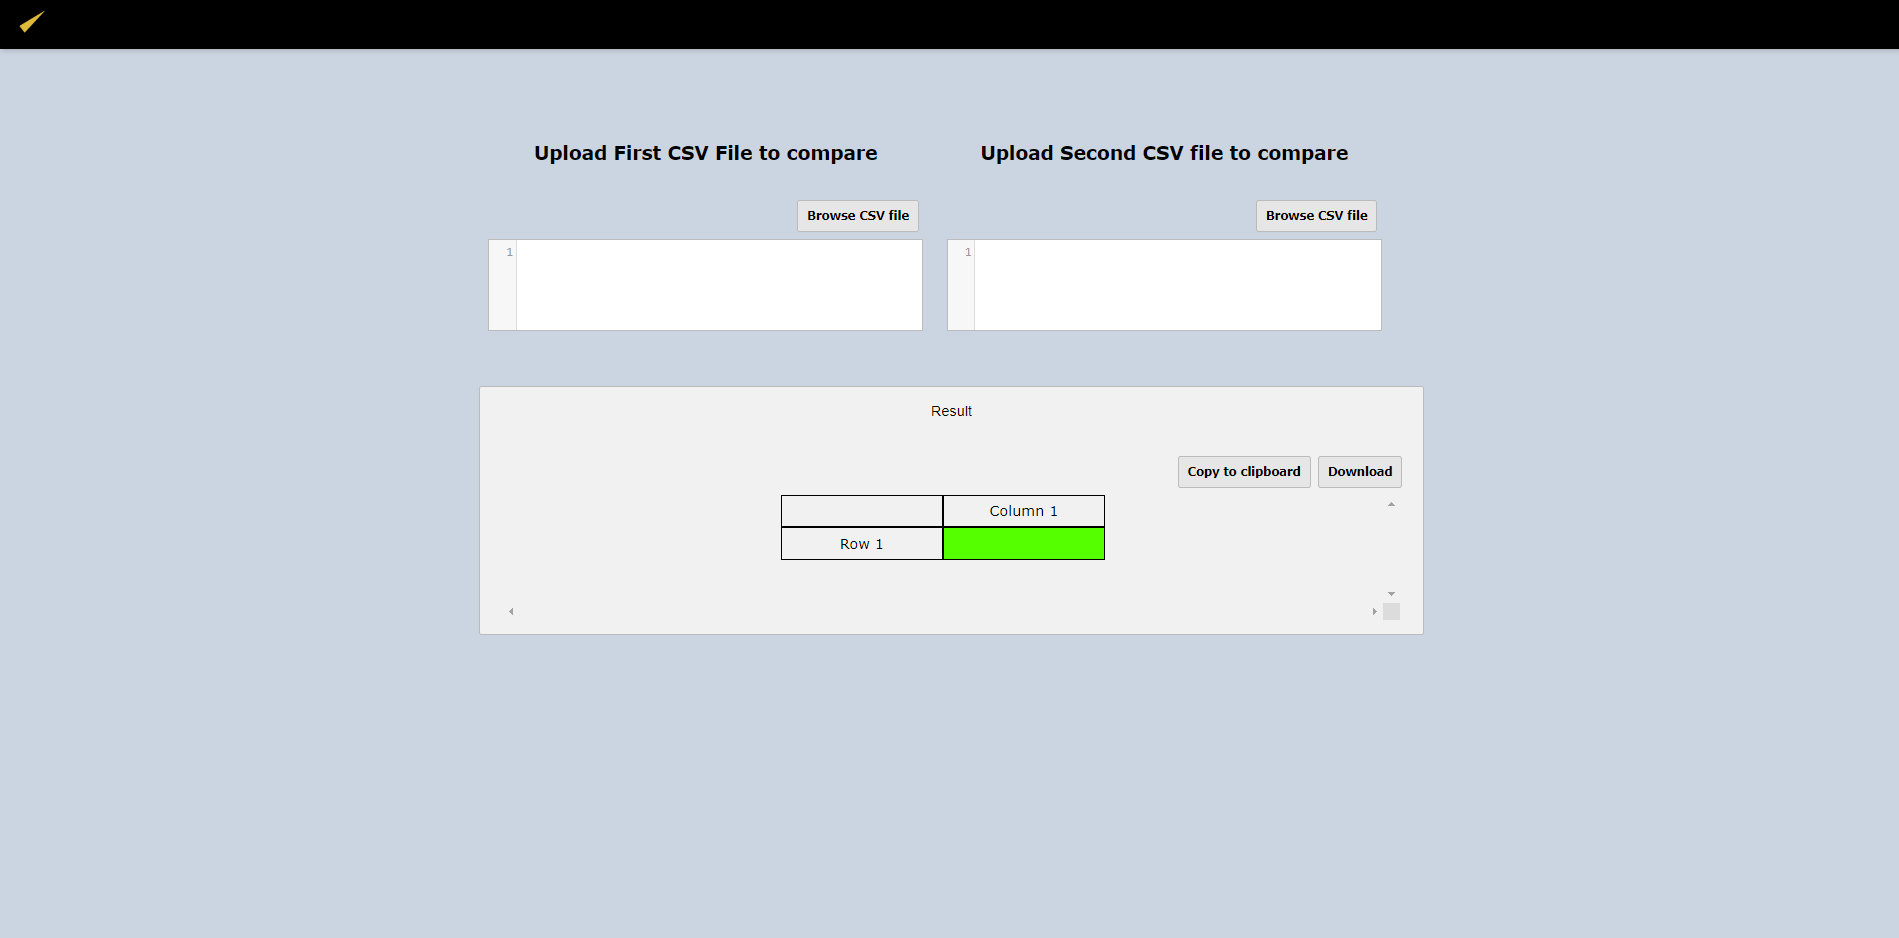 Upload First CSV File to compare
Upload Second CSV file to compare
Browse CSV file
Browse CSV file
1
1
Result
Copy to clipboard
Download
Column 1
Row 1